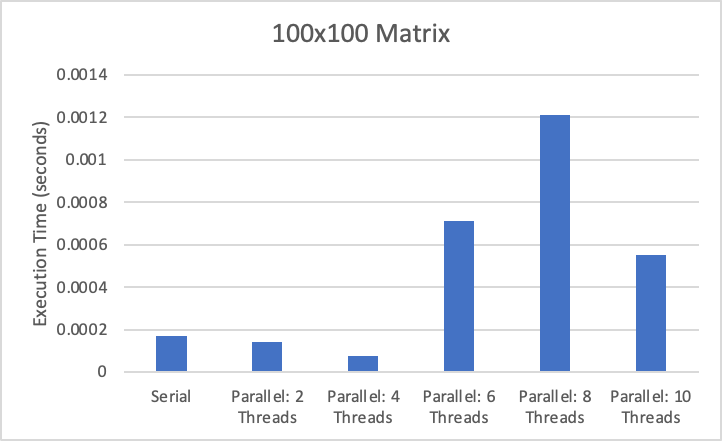 100x100 Matrix
Execution Time (seconds)
0.0014
0.0012
0.001
0.0008
0.0006
0.0004
0.0002
0
Serial
Parallel: 2
Threads
Parallel: 4
Threads
Parallel: 6
Threads
Parallel: 8
Threads
Parallel: 10
Threads